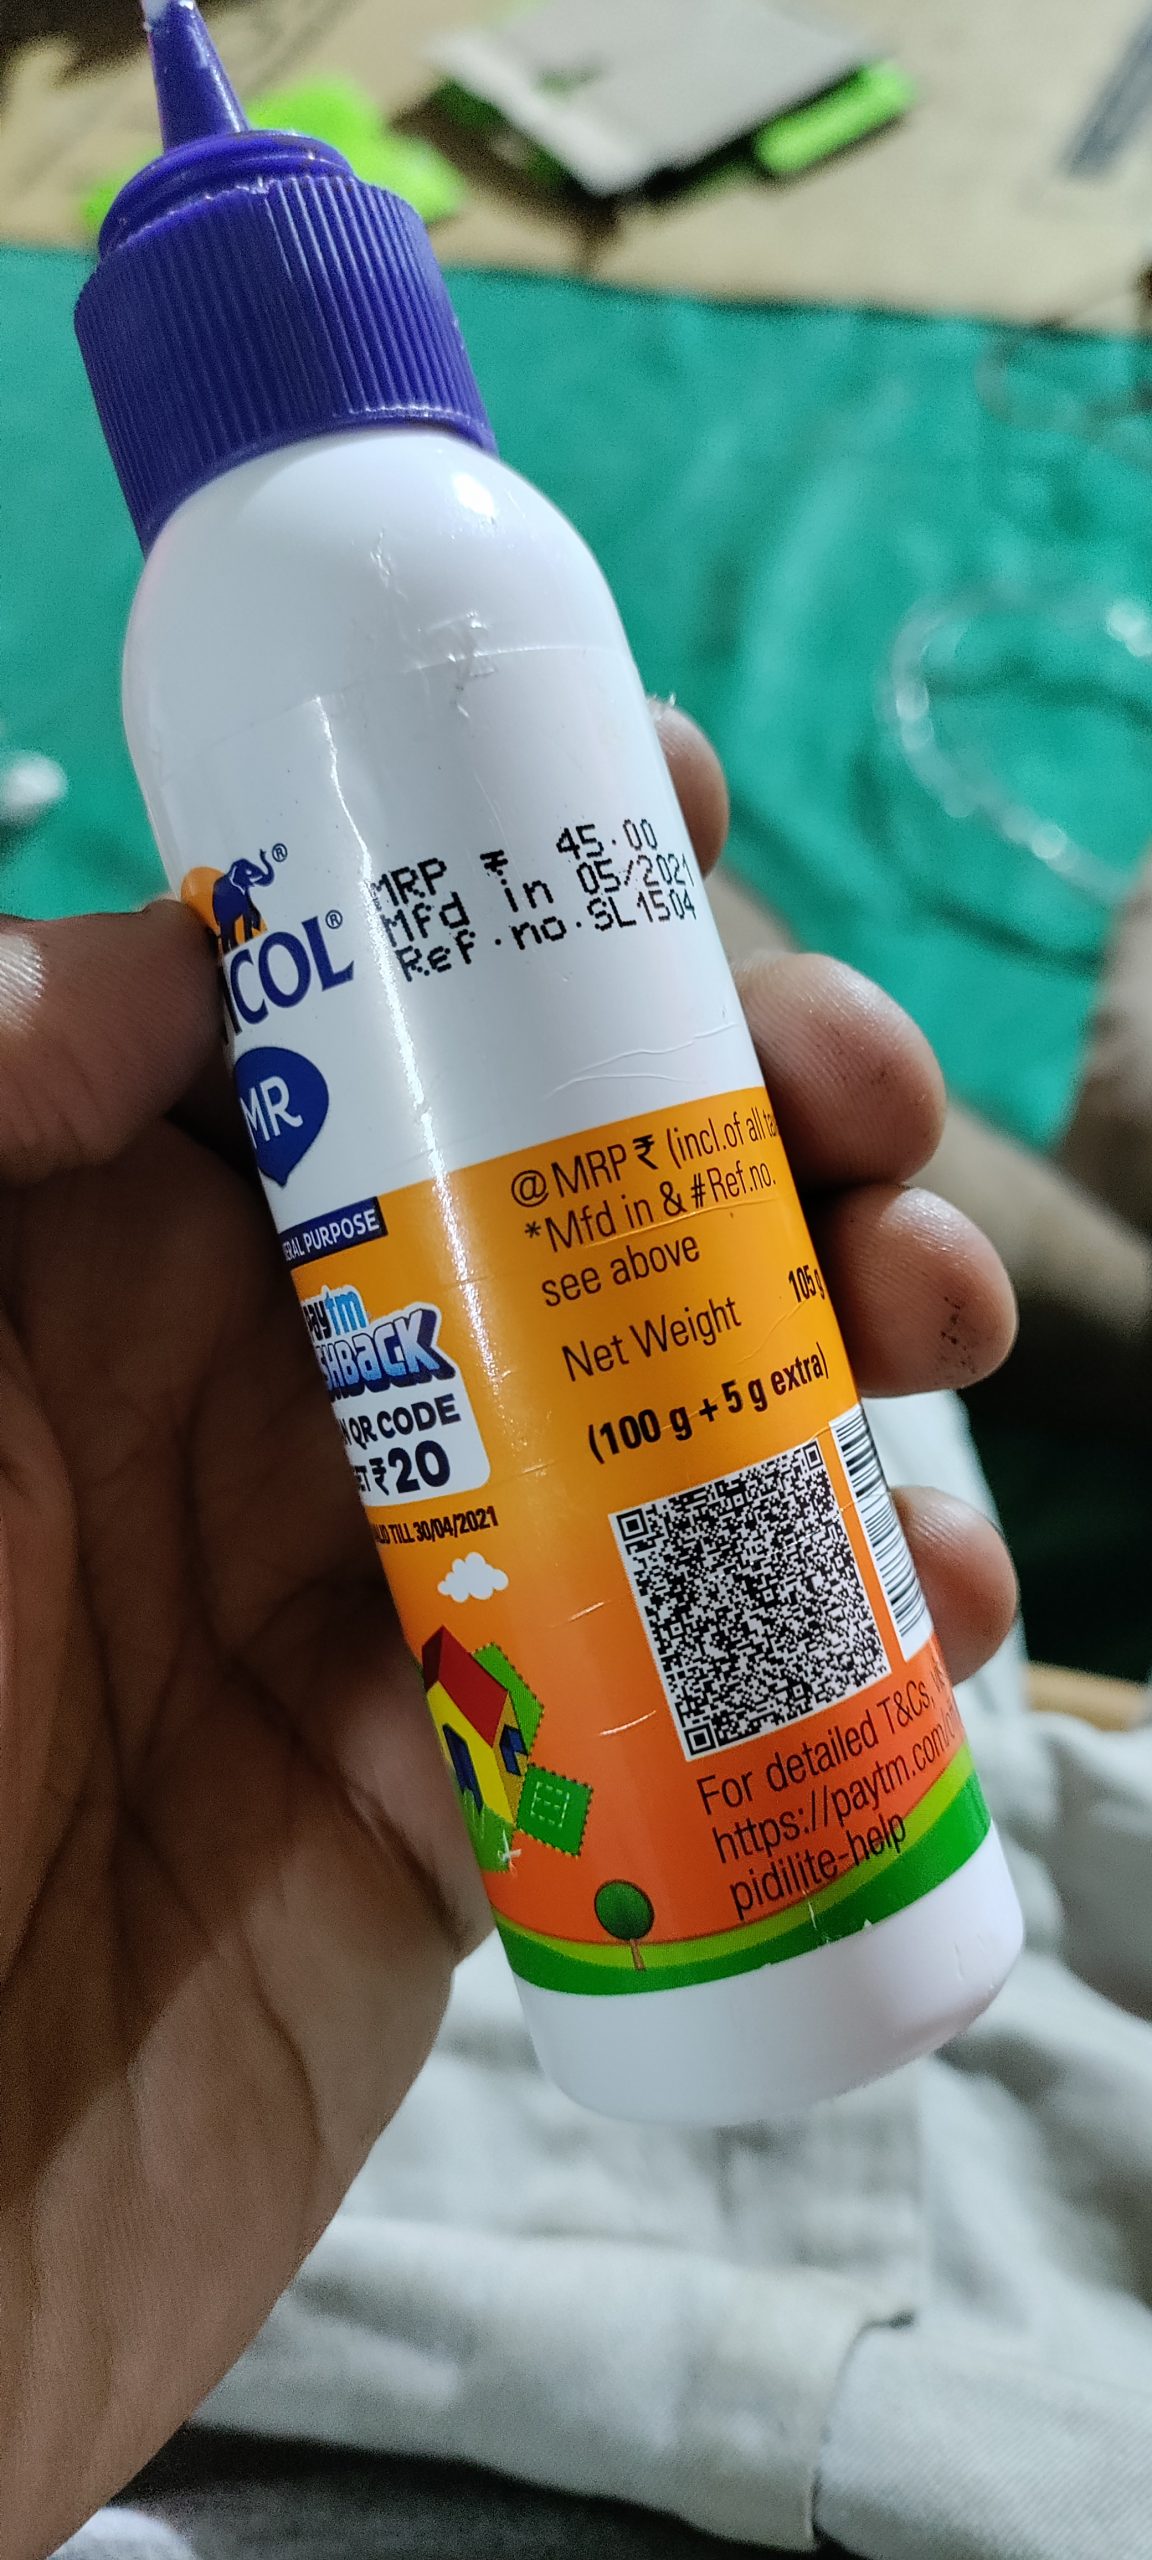 MRP ₹ 45.00
Mfd in 05/2021
Ref.no.SL1504
MR
PURPOSE
@MRP₹ (incl.of all
*Mfd in & #Ref.no.
see above
Net Weight 105 g
(100 g + 5 g extra)
QR CODE
₹20
TILL 30/04/2021
For detailed T&Cs,
https://paytm.com/
pidilite-help